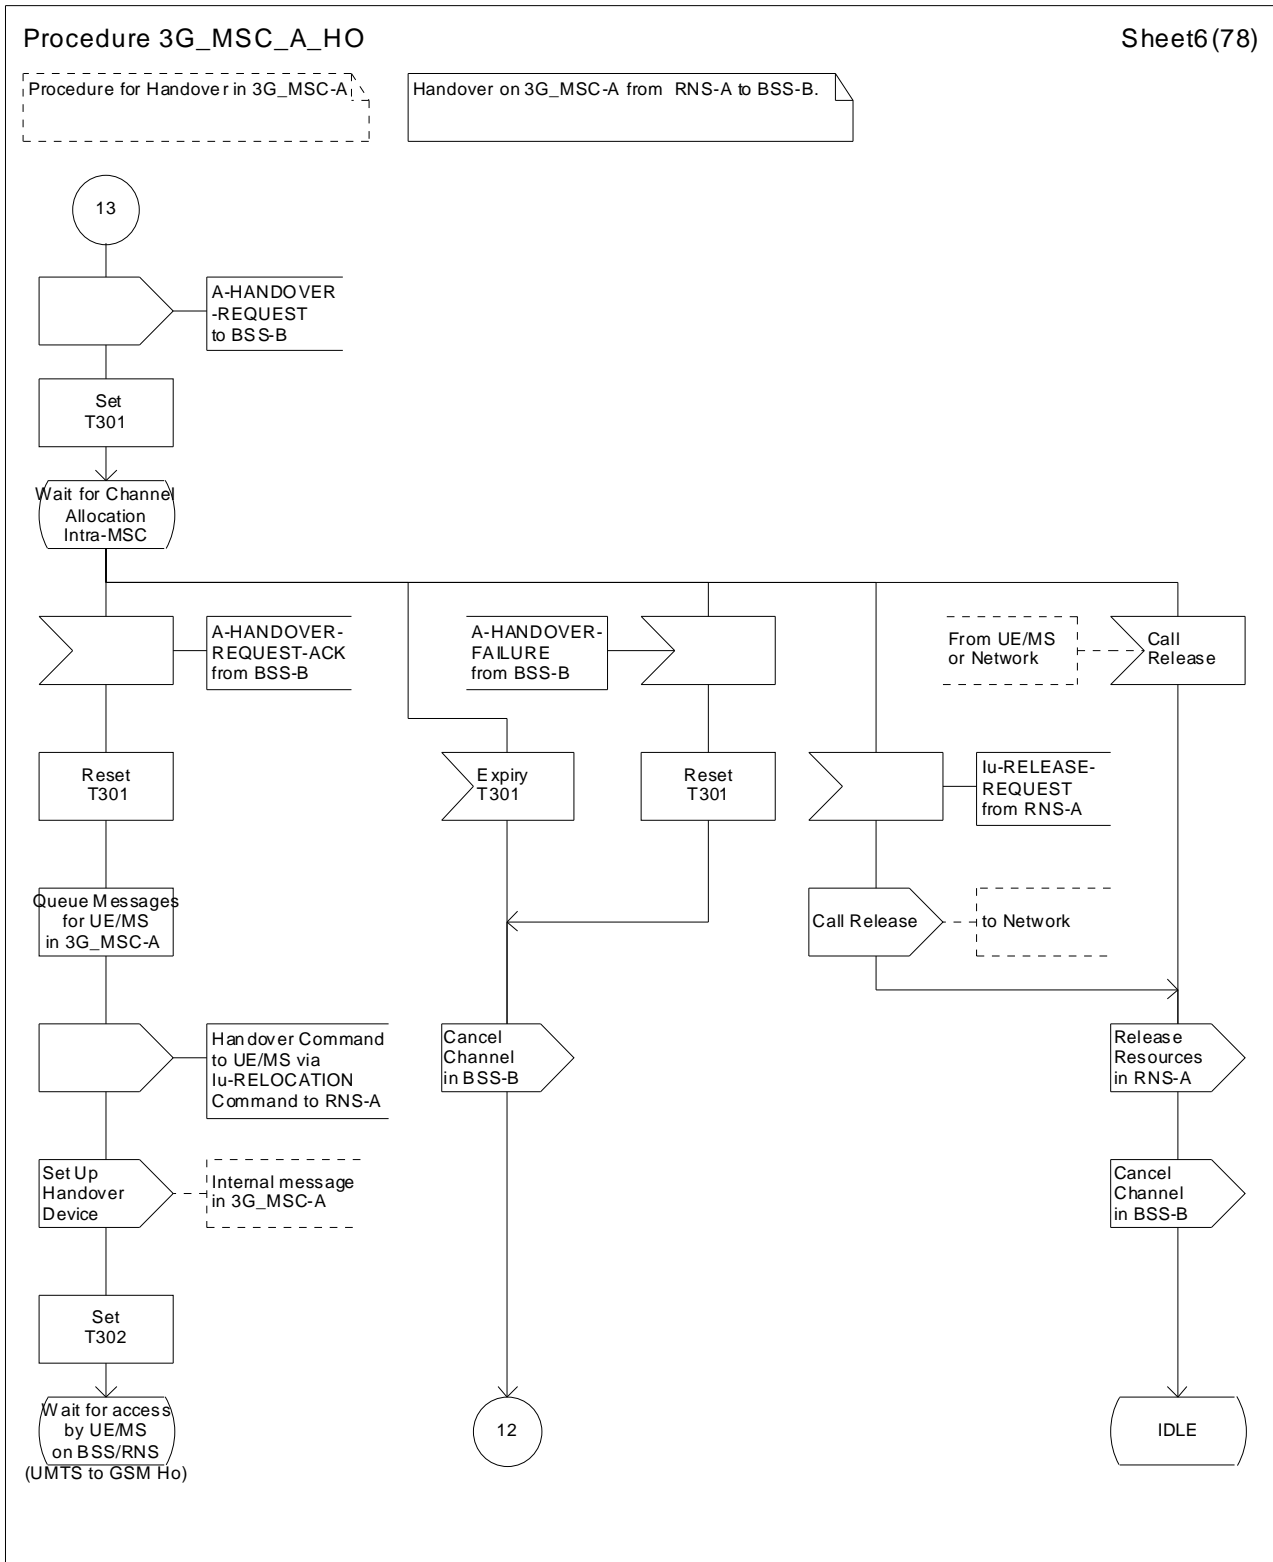 Procedure 3G_MSC_A_HO
Sheet6(78)
Procedure for Handover in 3G_MSC-A
Handover on 3G_MSC-A from RNS-A to BSS-B.
13
A-HANDOVER
-REQUEST
to BSS-B
Set
T301
Wait for Channel
Allocation
Intra-MSC
A-HANDOVER-
REQUEST-ACK
from BSS-B
A-HANDOVER-
FAILURE
from BSS-B
From UE/MS
or Network
Call
Release
Reset
T301
Expiry
T301
Reset
T301
Iu-RELEASE-
REQUEST
from RNS-A
Queue Messages
for UE/MS
in 3G_MSC-A
Call Release
to Network
Handover Command
to UE/MS via
Iu-RELOCATION
Command to RNS-A
Cancel
Channel
in BSS-B
Release
Resources
in RNS-A
Set Up
Handover
Device
Internal message
in 3G_MSC-A
Cancel
Channel
in BSS-B
Set
T302
Wait for access
by UE/MS
on BSS/RNS
(UMTS to GSM Ho)
12
IDLE